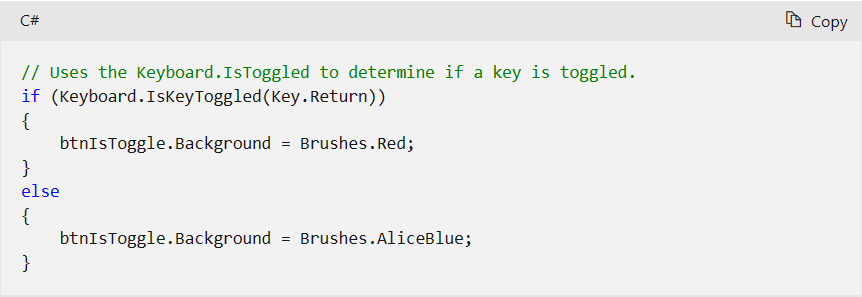 C#
Copy
// Uses the Keyboard.IsToggled to determine if a key is toggled.
if (Keyboard.IsKeyToggled(Key.Return))
{
    btnIsToggle.Background = Brushes.Red;
}
else
{
    btnIsToggle.Background = Brushes.AliceBlue;
}